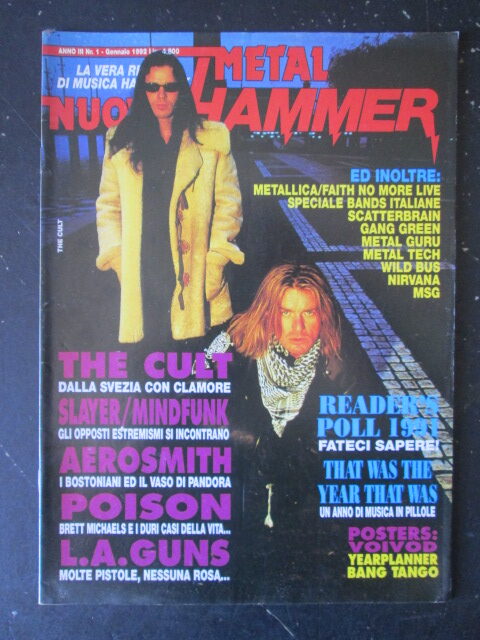 ANNO III Nr. 1 - Gennaio 1992
METAL
LA VERA
DI MUSICA
HAMMER
THE CULT
ED INOLTRE:
METALLICA/FAITH NO MORE LIVE
SPECIALE BANDS ITALIANE
SCATTERBRAIN
GANG GREEN
METAL GURU
METAL TECH
WILD BUS
NIRVANA
MSG
THE CULT
DALLA SVEZIA CON CLAMORE
SLAYER/MINDFUNK
GLI OPPOSTI ESTREMISMI SI INCONTRANO
AEROSMITH
I BOSTONIANI ED IL VASO DI PANDORA
POISON
BRETT MICHAELS E I DURI CASI DELLA VITA...
L.A.GUNS
MOLTE PISTOLE, NESSUNA ROSA...
READER'S
POLL 1991
FATECI SAPERE!
THAT WAS THE
YEAR THAT WAS
UN ANNO DI MUSICA IN PILLOLE
POSTERS:
VOIVOD
YEARPLANNER
BANG TANGO